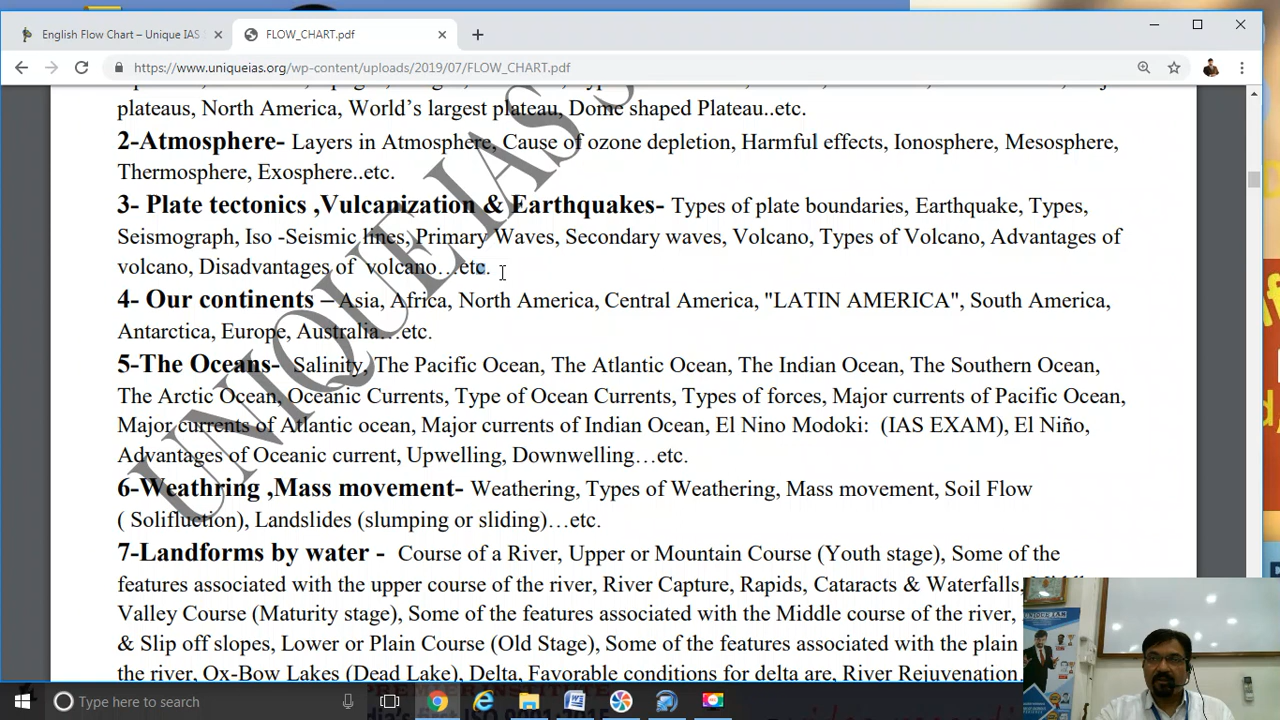 English Flow Chart – Unique IAS
FLOW_CHART.pdf
https://www.uniqueias.org/wp-content/uploads/2019/07/FLOW_CHART.pdf
plateaus, North America, World's largest plateau, Dome shaped Plateau..etc.
2-Atmosphere- Layers in Atmosphere, Cause of ozone depletion, Harmful effects, Ionosphere, Mesosphere,
Thermosphere, Exosphere..etc.
3- Plate tectonics ,Vulcanization & Earthquakes- Types of plate boundaries, Earthquake, Types,
Seismograph, Iso -Seismic lines, Primary Waves, Secondary waves, Volcano, Types of Volcano, Advantages of
volcano, Disadvantages of volcano…etc.
4- Our continents – Asia, Africa, North America, Central America, "LATIN AMERICA", South America,
Antarctica, Europe, Australia…etc.
5-The Oceans- Salinity, The Pacific Ocean, The Atlantic Ocean, The Indian Ocean, The Southern Ocean,
The Arctic Ocean, Oceanic Currents, Type of Ocean Currents, Types of forces, Major currents of Pacific Ocean,
Major currents of Atlantic ocean, Major currents of Indian Ocean, El Nino Modoki: (IAS EXAM), El Niño,
Advantages of Oceanic current, Upwelling, Downwelling…etc.
6-Weathring ,Mass movement- Weathering, Types of Weathering, Mass movement, Soil Flow
( Solifluction), Landslides (slumping or sliding)…etc.
7-Landforms by water - Course of a River, Upper or Mountain Course (Youth stage), Some of the
features associated with the upper course of the river, River Capture, Rapids, Cataracts & Waterfalls,
Valley Course (Maturity Stage), Some of the features associated with the Middle course of the river,
& Slip off slopes, Lower or Plain Course (Old Stage), Some of the features associated with the plain
the river, Ox-Bow Lakes (Dead Lake), Delta, Favorable conditions for delta are, River Rejuvenation,
UNIQUE IAS
Type here to search